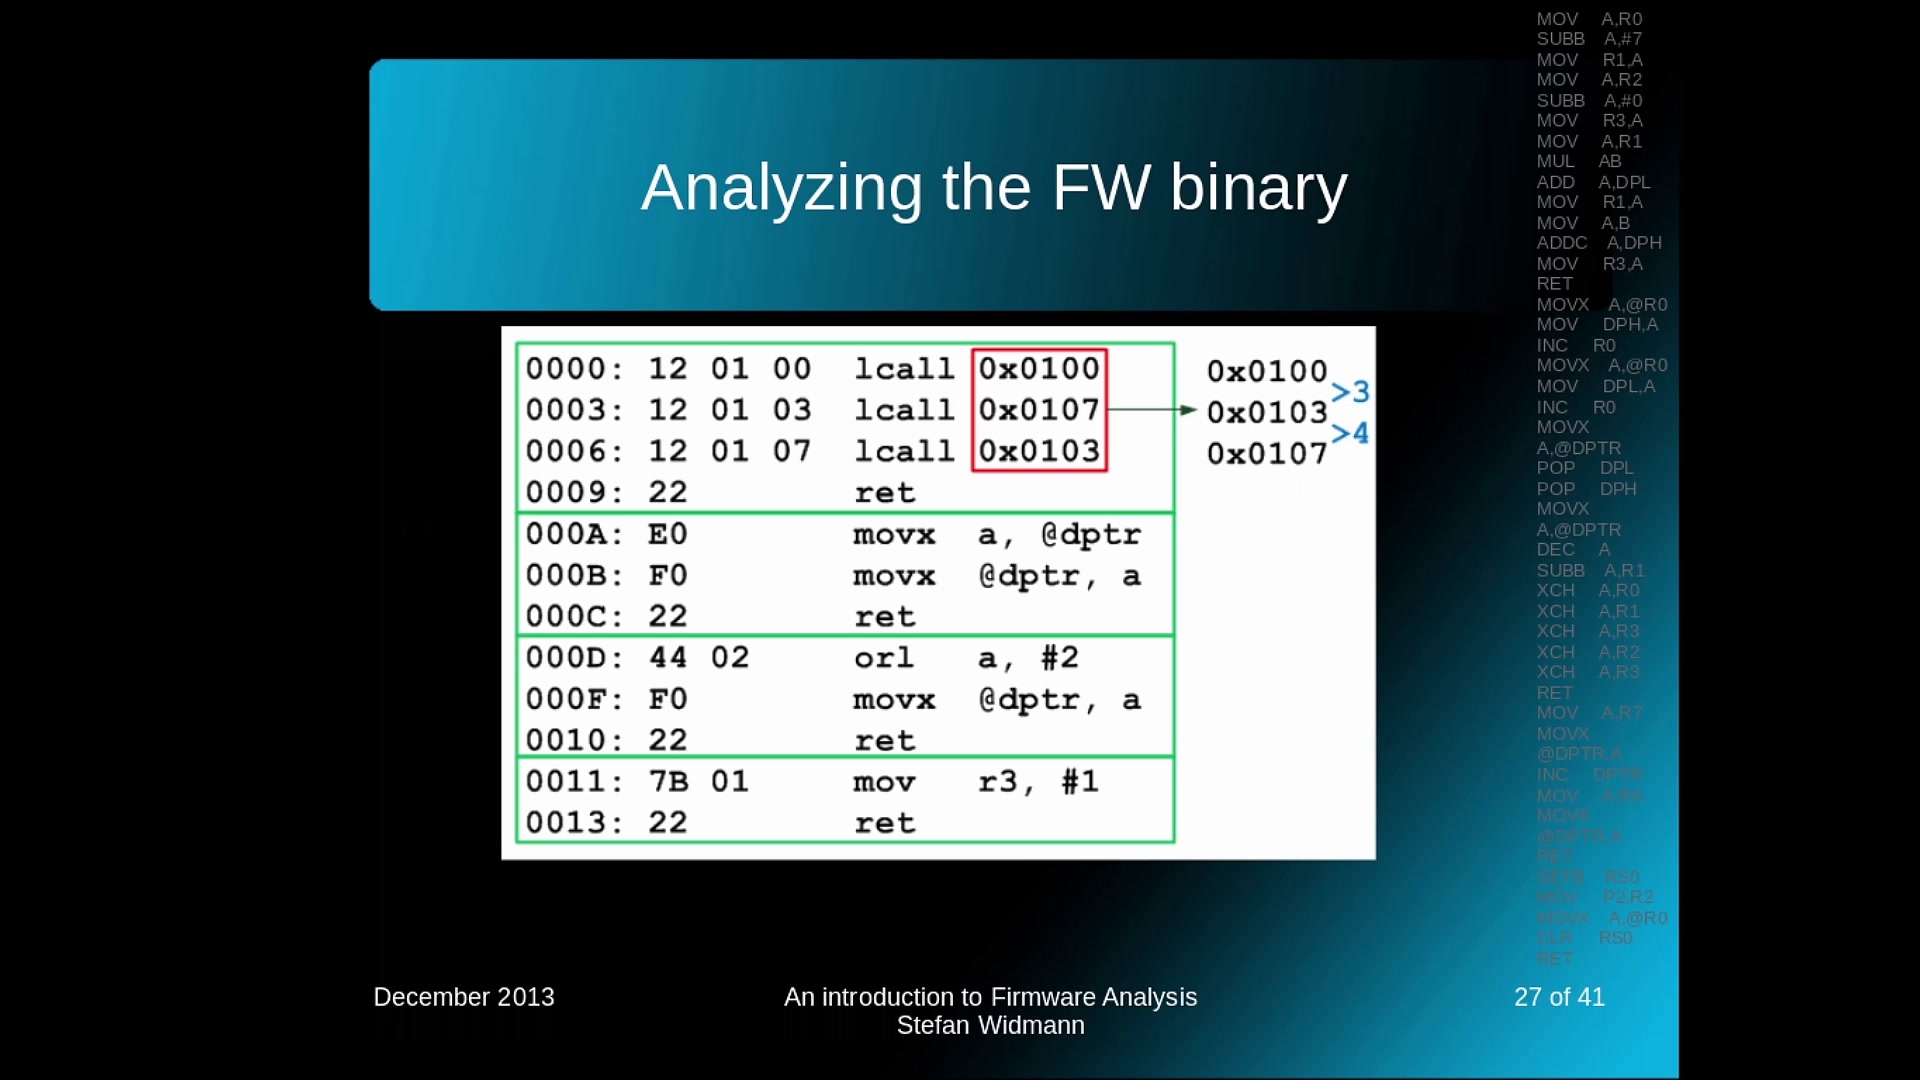 Analyzing the FW binary
0000: 12 01 00 lcall 0x0100
0003: 12 01 03 lcall 0x0107
0006: 12 01 07 lcall 0x0103
0009: 22 ret
000A: E0 movx a, @dptr
000B: F0 movx @dptr, a
000C: 22 ret
000D: 44 02 orl a, #2
000F: F0 movx @dptr, a
0010: 22 ret
0011: 7B 01 mov r3, #1
0013: 22 ret
0x0100
>3
0x0103
>4
0x0107
MOV A,R0
SUBB A,#7
MOV R1,A
MOV A,R2
SUBB A,#0
MOV R3,A
MOV A,R1
MUL AB
ADD A,DPL
MOV R1,A
MOV A,B
ADDC A,DPH
MOV R3,A
RET
MOVX A,@R0
MOV DPH,A
INC R0
MOVX A,@R0
MOV DPL,A
INC R0
MOVX
A,@DPTR
POP DPL
POP DPH
MOVX
A,@DPTR
DEC A
SUBB A,R1
XCH A,R0
XCH A,R1
XCH A,R3
XCH A,R2
XCH A,R3
RET
MOV A,R7
MOVX
@DPTR,A
INC DPTR
MOV
MOVX
@DPTR,A
RET
SETB RS0
MOV P2,R2
MOVX A,@R0
CLR RS0
RET
December 2013
An introduction to Firmware Analysis
Stefan Widmann
27 of 41